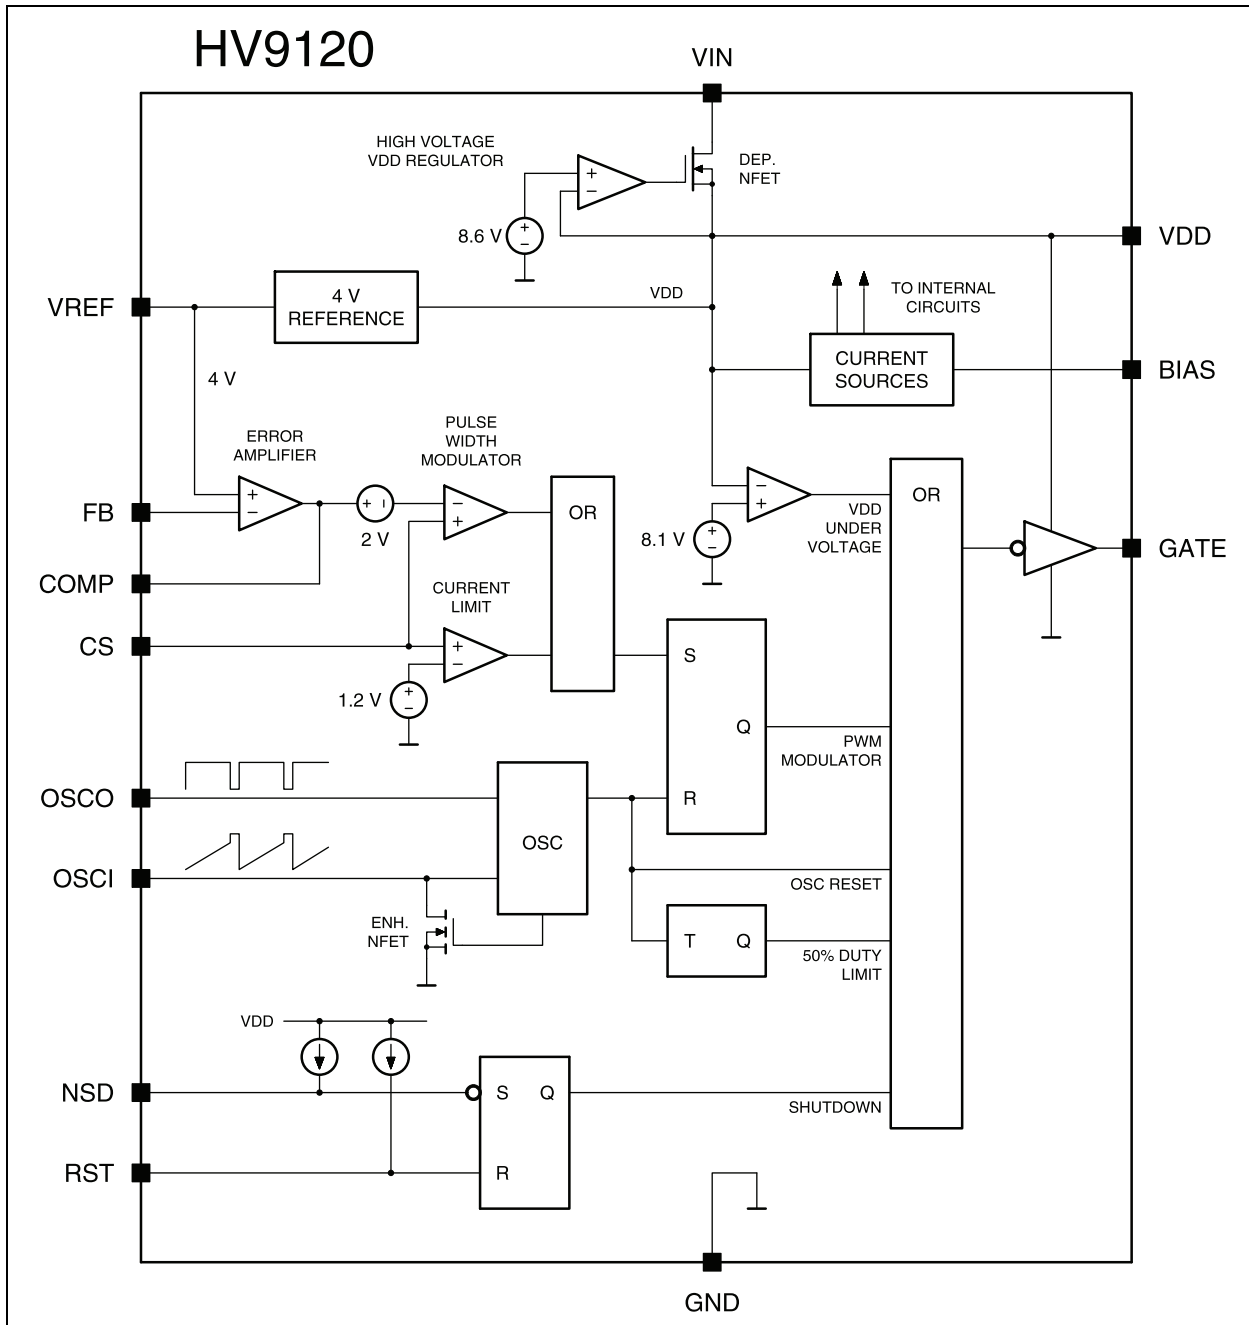 HV9120
VIN
HIGH VOLTAGE
VDD REGULATOR
+
−
DEP.
NFET
8.6 V
+
−
VDD
VREF
4 V
REFERENCE
VDD
TO INTERNAL
CIRCUITS
CURRENT
SOURCES
BIAS
4 V
ERROR
AMPLIFIER
PULSE
WIDTH
MODULATOR
+
−
+ −
2 V
−
+
OR
−
+
OR
FB
8.1 V
+
−
VDD
UNDER
VOLTAGE
GATE
COMP
CURRENT
LIMIT
CS
+
−
1.2 V
+
−
S
Q
R
PWM
MODULATOR
OSCO
OSC
OSCI
OSC RESET
ENH.
NFET
T Q
50% DUTY
LIMIT
VDD
NSD
S Q
R
SHUTDOWN
RST
GND